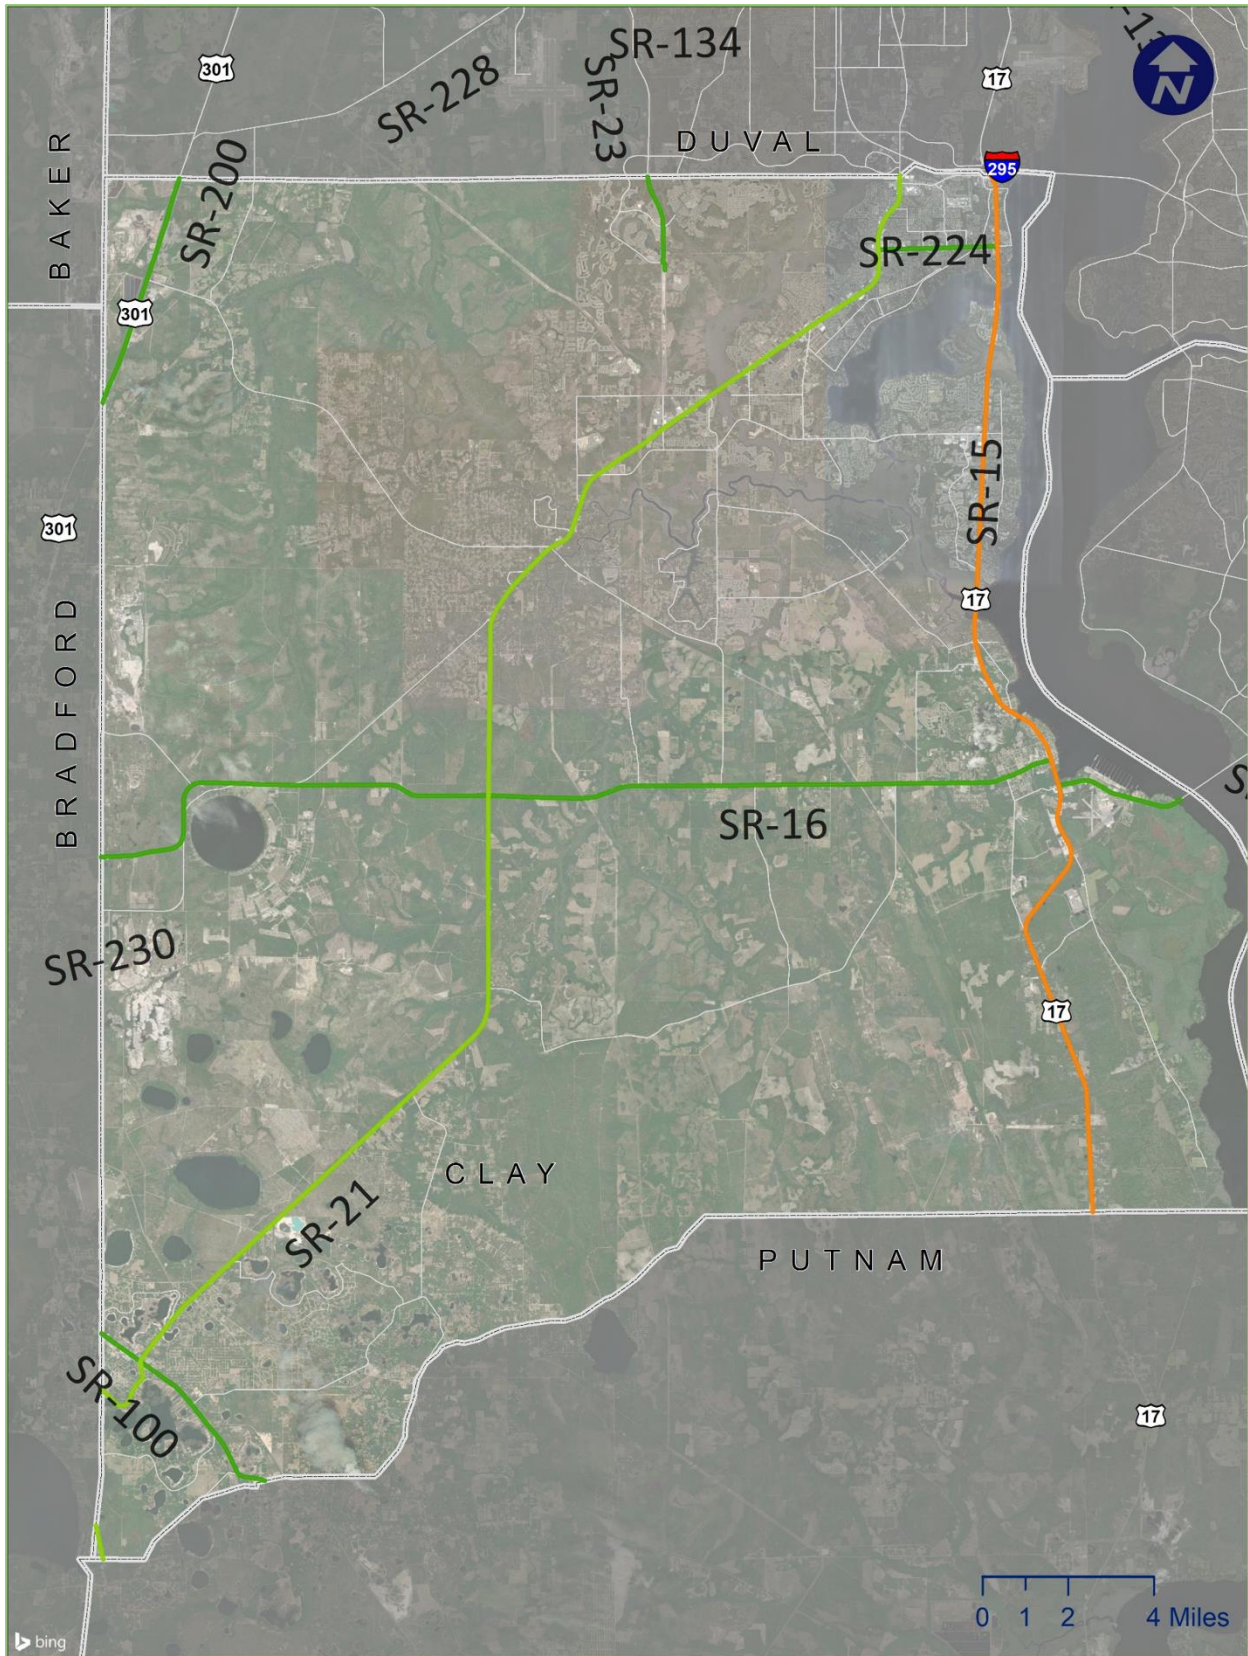 SR-134
301
SR-228
SR-23
17
N
DUVAL
BAKER
SR-200
295
SR-224
301
SR-15
301
17
BRADFORD
SR-16
SR-230
17
CLAY
SR-21
PUTNAM
SR-100
17
0 1 2 4 Miles
bing